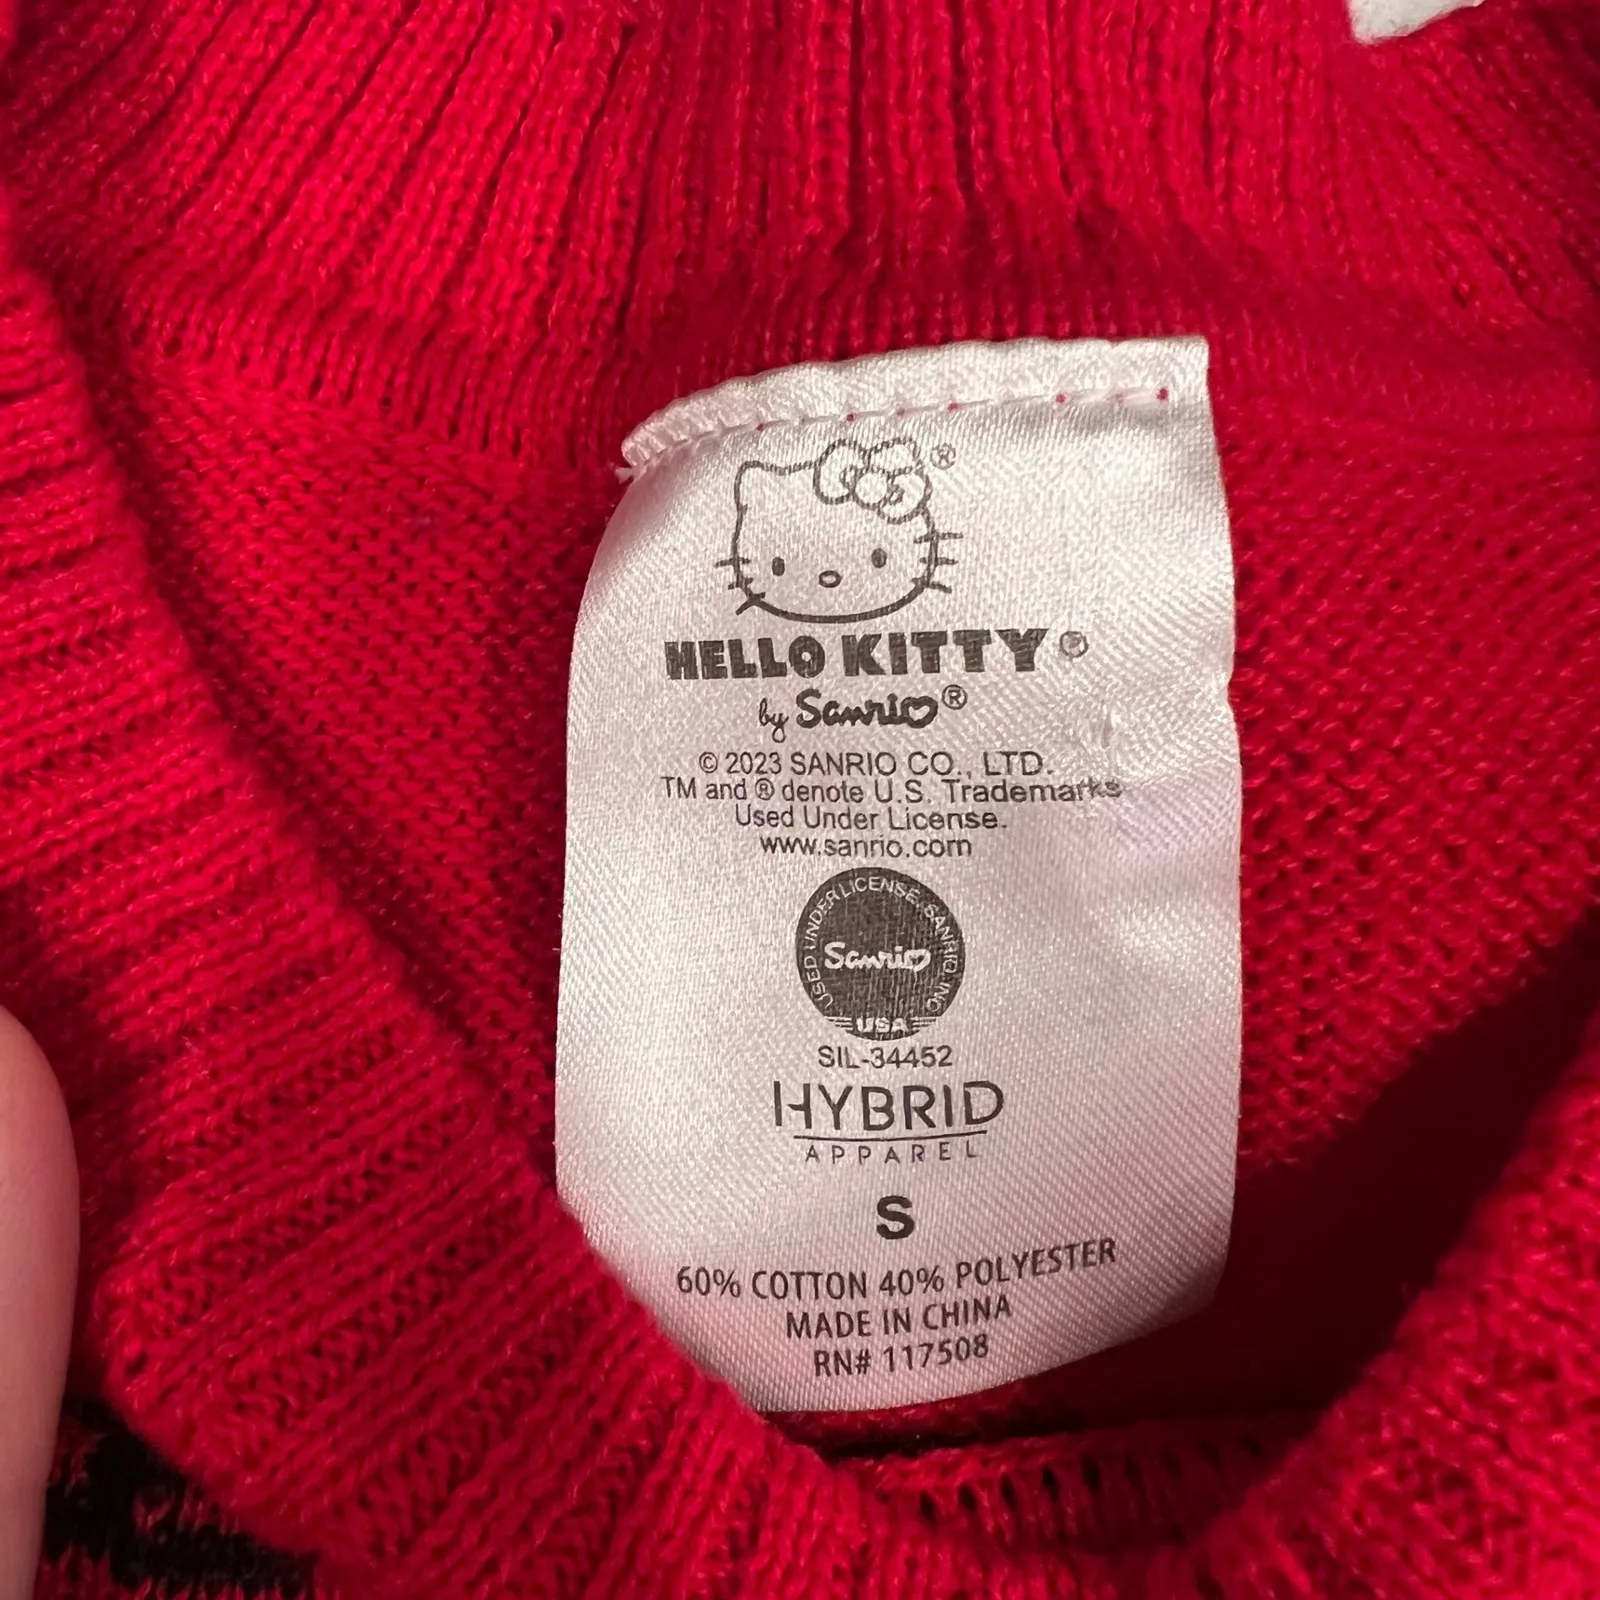 ®
HELLO KITTY ®
by Sanrio ®
© 2023 SANRIO CO., LTD.
TM and ® denote U.S. Trademarks
Used Under License.
www.sanrio.com
USED UNDER LICENSE, SANRIO, INC.
Sanrio
USA
SIL-34452
HYBRID
APPAREL
S
60% COTTON 40% POLYESTER
MADE IN CHINA
RN# 117508